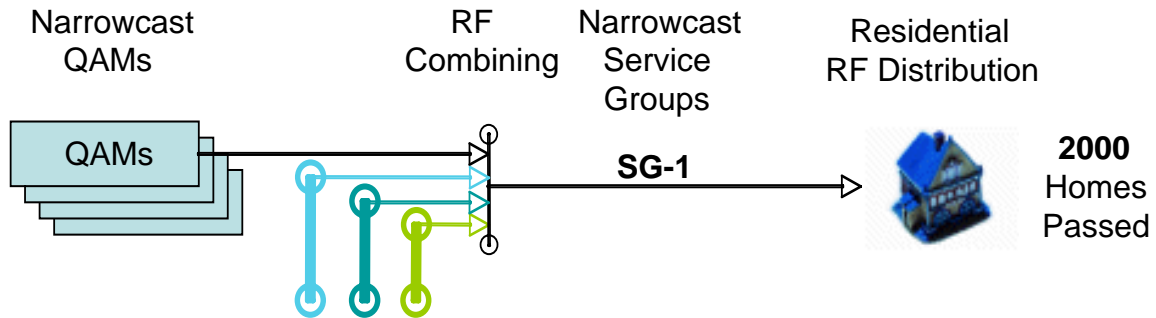 Narrowcast
QAMs
RF
Combining
Narrowcast
Service
Groups
Residential
RF Distribution
QAMs
SG-1
2000
Homes
Passed